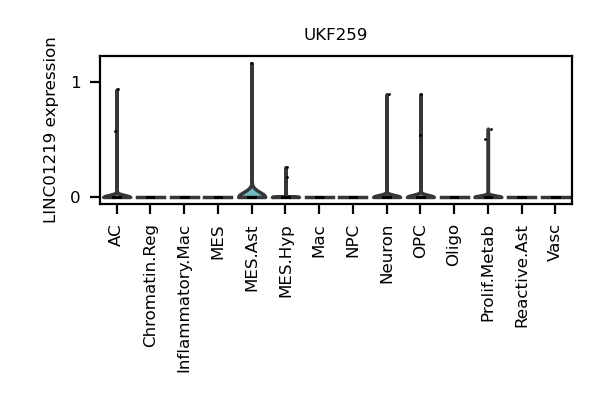 UKF259
LINC01219 expression
1
0
AC
Chromatin.Reg
Inflammatory.Mac
MES
MES.Ast
MES.Hyp
Mac
NPC
Neuron
OPC
Oligo
Prolif.Metab
Reactive.Ast
Vasc